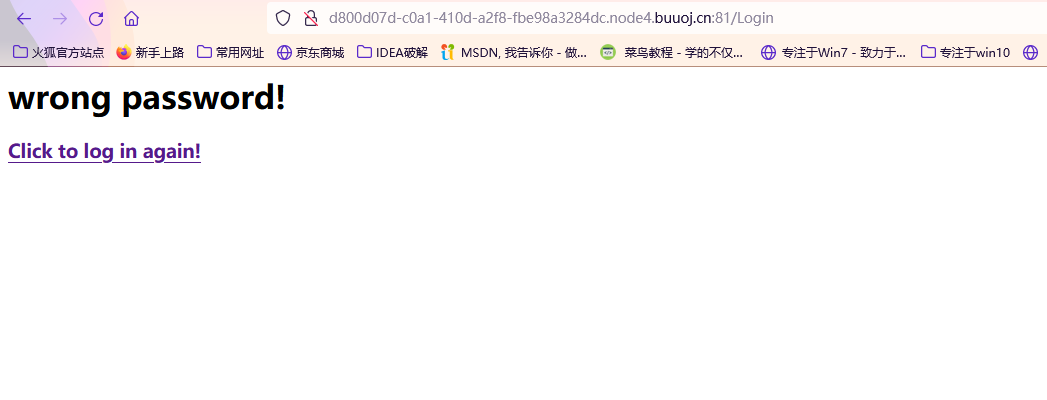 d800d07d-c0a1-410d-a2f8-fbe98a3284dc.node4.buuoj.cn:81/Login
火狐官方站点 新手上路 常用网址 京东商城 IDEA破解 MSDN, 我告诉你 - 做... 菜鸟教程 - 学的不仅... 专注于Win7 - 致力于... 专注于win10
wrong password!
Click to log in again!